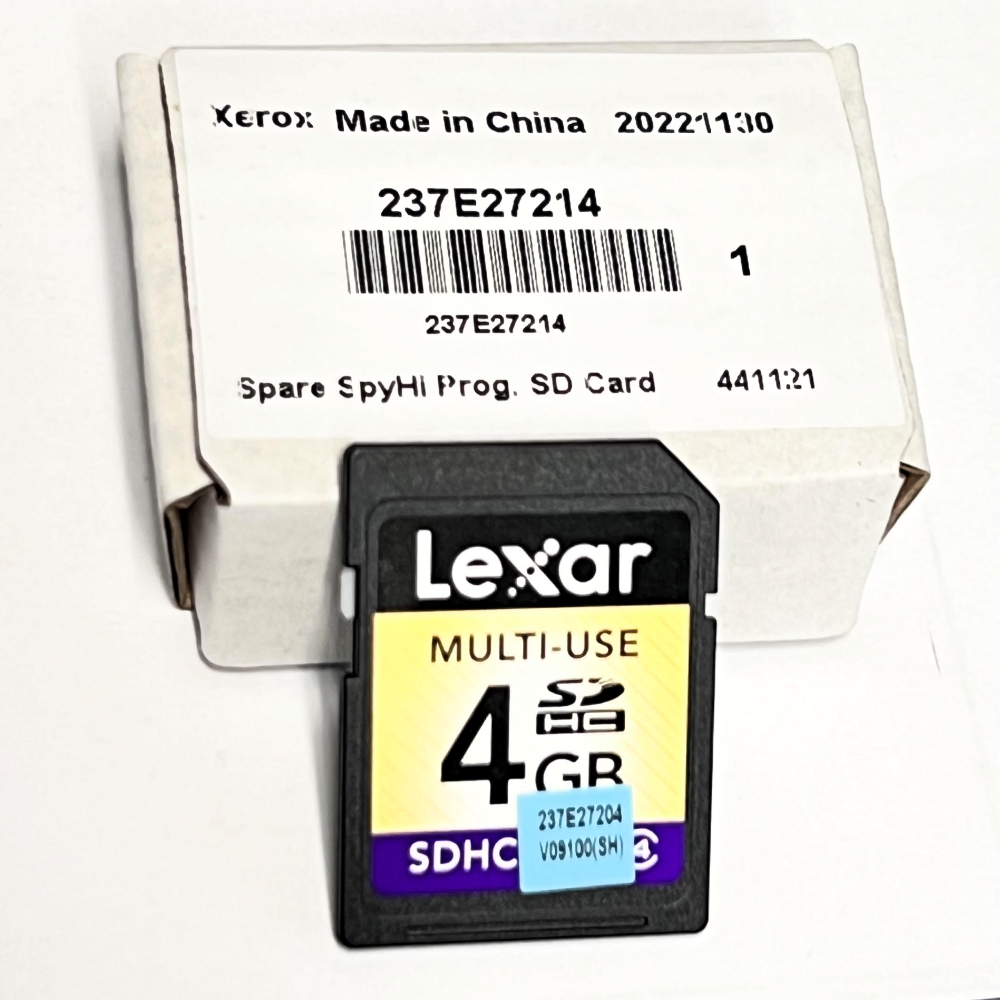 Xerox Made in China 20221130
237E27214
1
237E27214
Spare SpyHi Prog. SD Card 441121
Lexar
MULTI-USE
4 GB
SD
HC
237E27204
V09100(SH)
SDHC 4